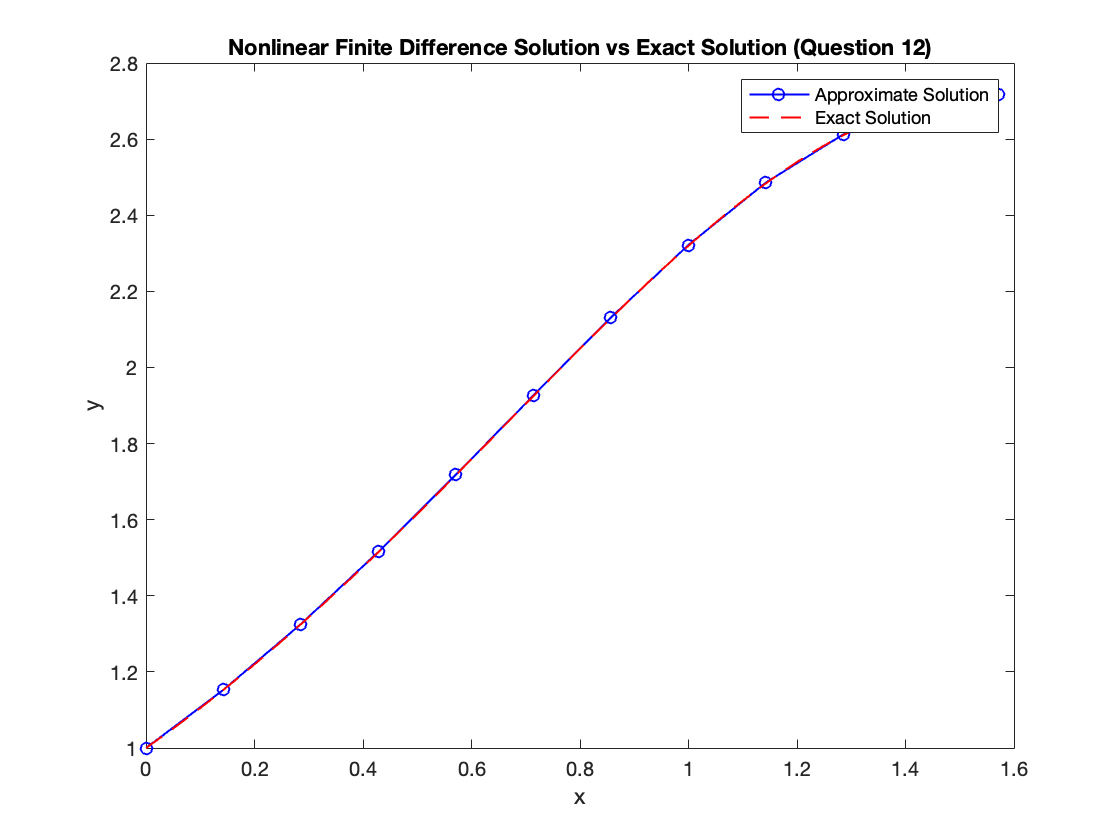 Nonlinear Finite Difference Solution vs Exact Solution (Question 12)
2.8
2.6
2.4
2.2
2
1.8
1.6
1.4
1.2
1
y
Approximate Solution
Exact Solution
0 0.2 0.4 0.6 0.8 1 1.2 1.4 1.6
x